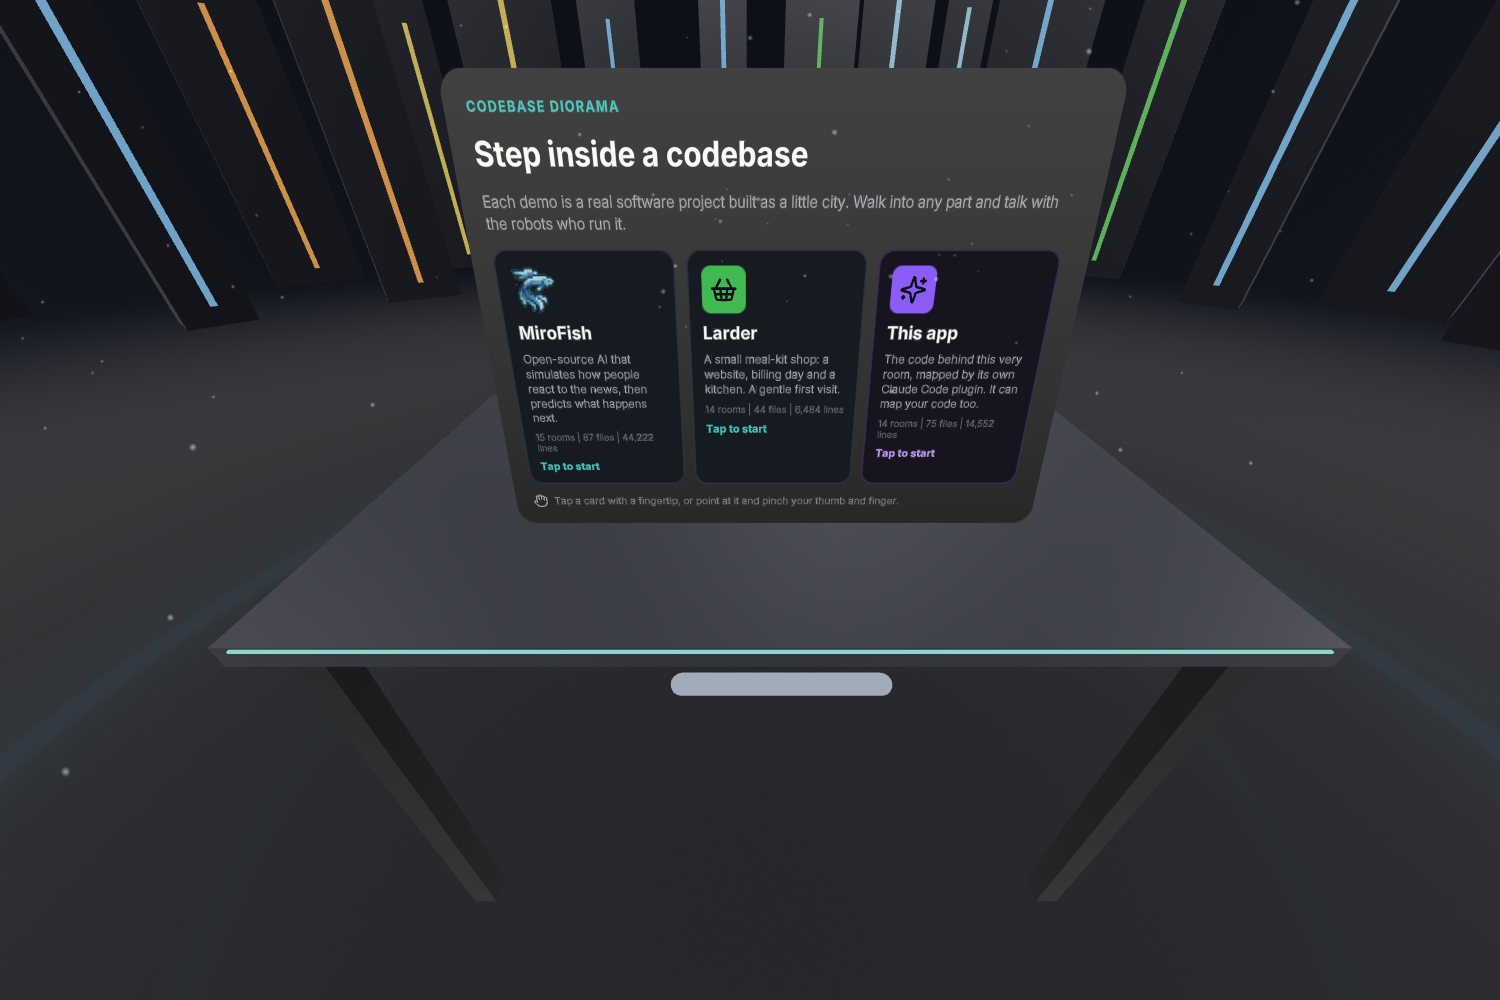 CODEBASE DIORAMA
Step inside a codebase
Each demo is a real software project built as a little city. Walk into any part and talk with
the robots who run it.
MiroFish
Open-source AI that
simulates how people
react to the news, then
predicts what happens
next.
15 rooms | 67 files | 44,222
lines
Tap to start
Larder
A small meal-kit shop: a
website, billing day and a
kitchen. A gentle first visit.
14 rooms | 44 files | 6,484 lines
Tap to start
This app
The code behind this very
room, mapped by its own
Claude Code plugin. It can
map your code too.
14 rooms | 75 files | 14,552
lines
Tap to start
Tap a card with a fingertip, or point at it and pinch your thumb and finger.